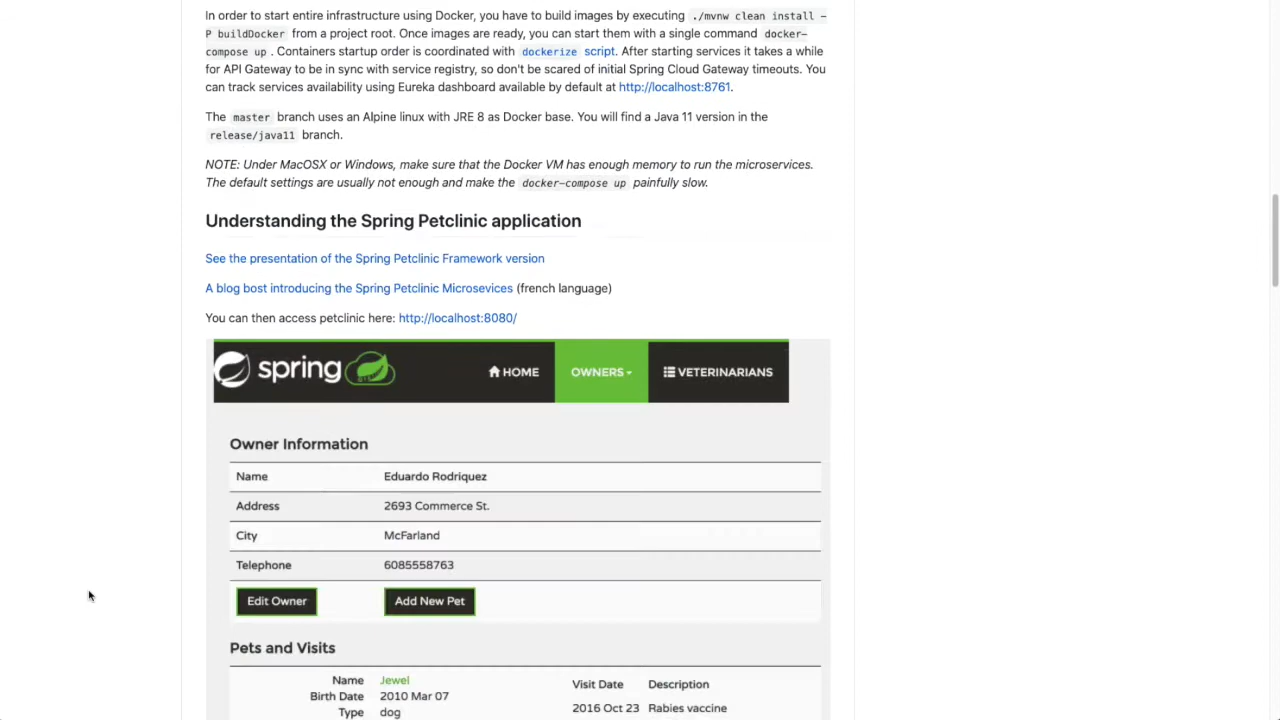 In order to start entire infrastructure using Docker, you have to build images by executing ./mvnw clean install -
P buildDocker from a project root. Once images are ready, you can start them with a single command docker-
compose up . Containers startup order is coordinated with dockerize script. After starting services it takes a while
for API Gateway to be in sync with service registry, so don't be scared of initial Spring Cloud Gateway timeouts. You
can track services availability using Eureka dashboard available by default at http://localhost:8761.
The master branch uses an Alpine linux with JRE 8 as Docker base. You will find a Java 11 version in the
release/java11 branch.
NOTE: Under MacOSX or Windows, make sure that the Docker VM has enough memory to run the microservices.
The default settings are usually not enough and make the docker-compose up painfully slow.
Understanding the Spring Petclinic application
See the presentation of the Spring Petclinic Framework version
A blog bost introducing the Spring Petclinic Microsevices (french language)
You can then access petclinic here: http://localhost:8080/
spring HOME OWNERS VETERINARIANS
Owner Information
Name Eduardo Rodriquez
Address 2693 Commerce St.
City McFarland
Telephone 6085558763
Edit Owner Add New Pet
Pets and Visits
Name Jewel Visit Date Description
Birth Date 2010 Mar 07
Type dog 2016 Oct 23 Rabies vaccine